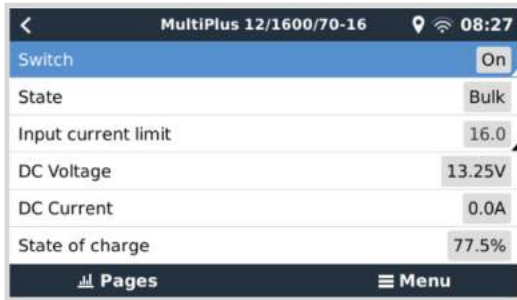 MultiPlus 12/1600/70-16 08:27
Switch On
State Bulk
Input current limit 16.0
DC Voltage 13.25V
DC Current 0.0A
State of charge 77.5%
Pages Menu